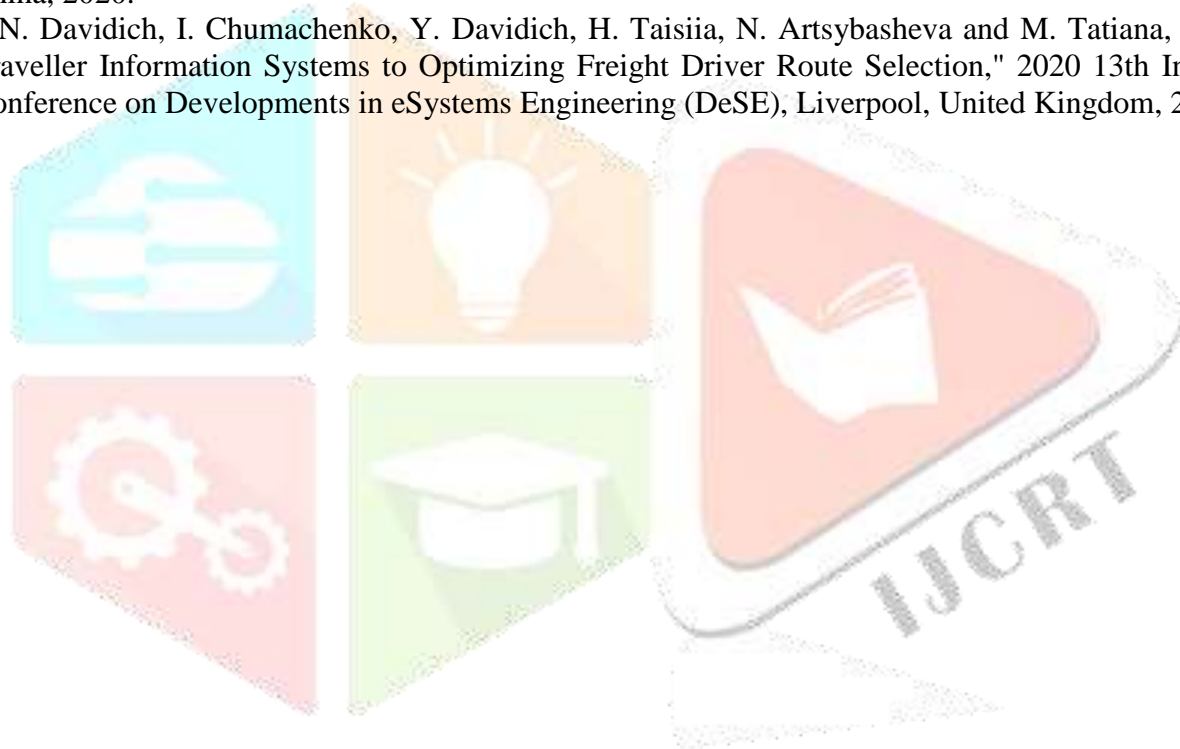 2020.
N. Davidich, I. Chumachenko, Y. Davidich, H. Taisiia, N. Artsybasheva and M. Tatiana,
raveller Information Systems to Optimizing Freight Driver Route Selection," 2020 13th In
onference on Developments in eSystems Engineering (DeSE), Liverpool, United Kingdom, 2
IJCRT